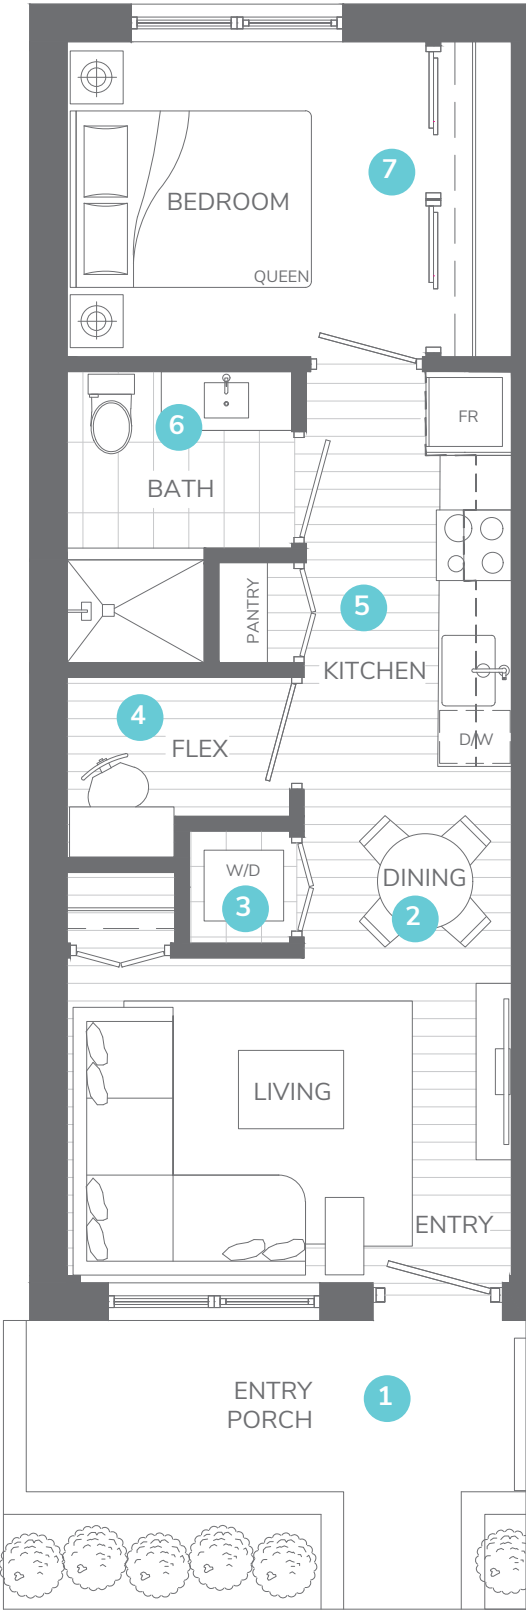 7
BEDROOM
QUEEN
FR
6
BATH
PANTRY
5
KITCHEN
4
FLEX
D/W
W/D
3
DINING
2
LIVING
ENTRY
ENTRY
PORCH
1